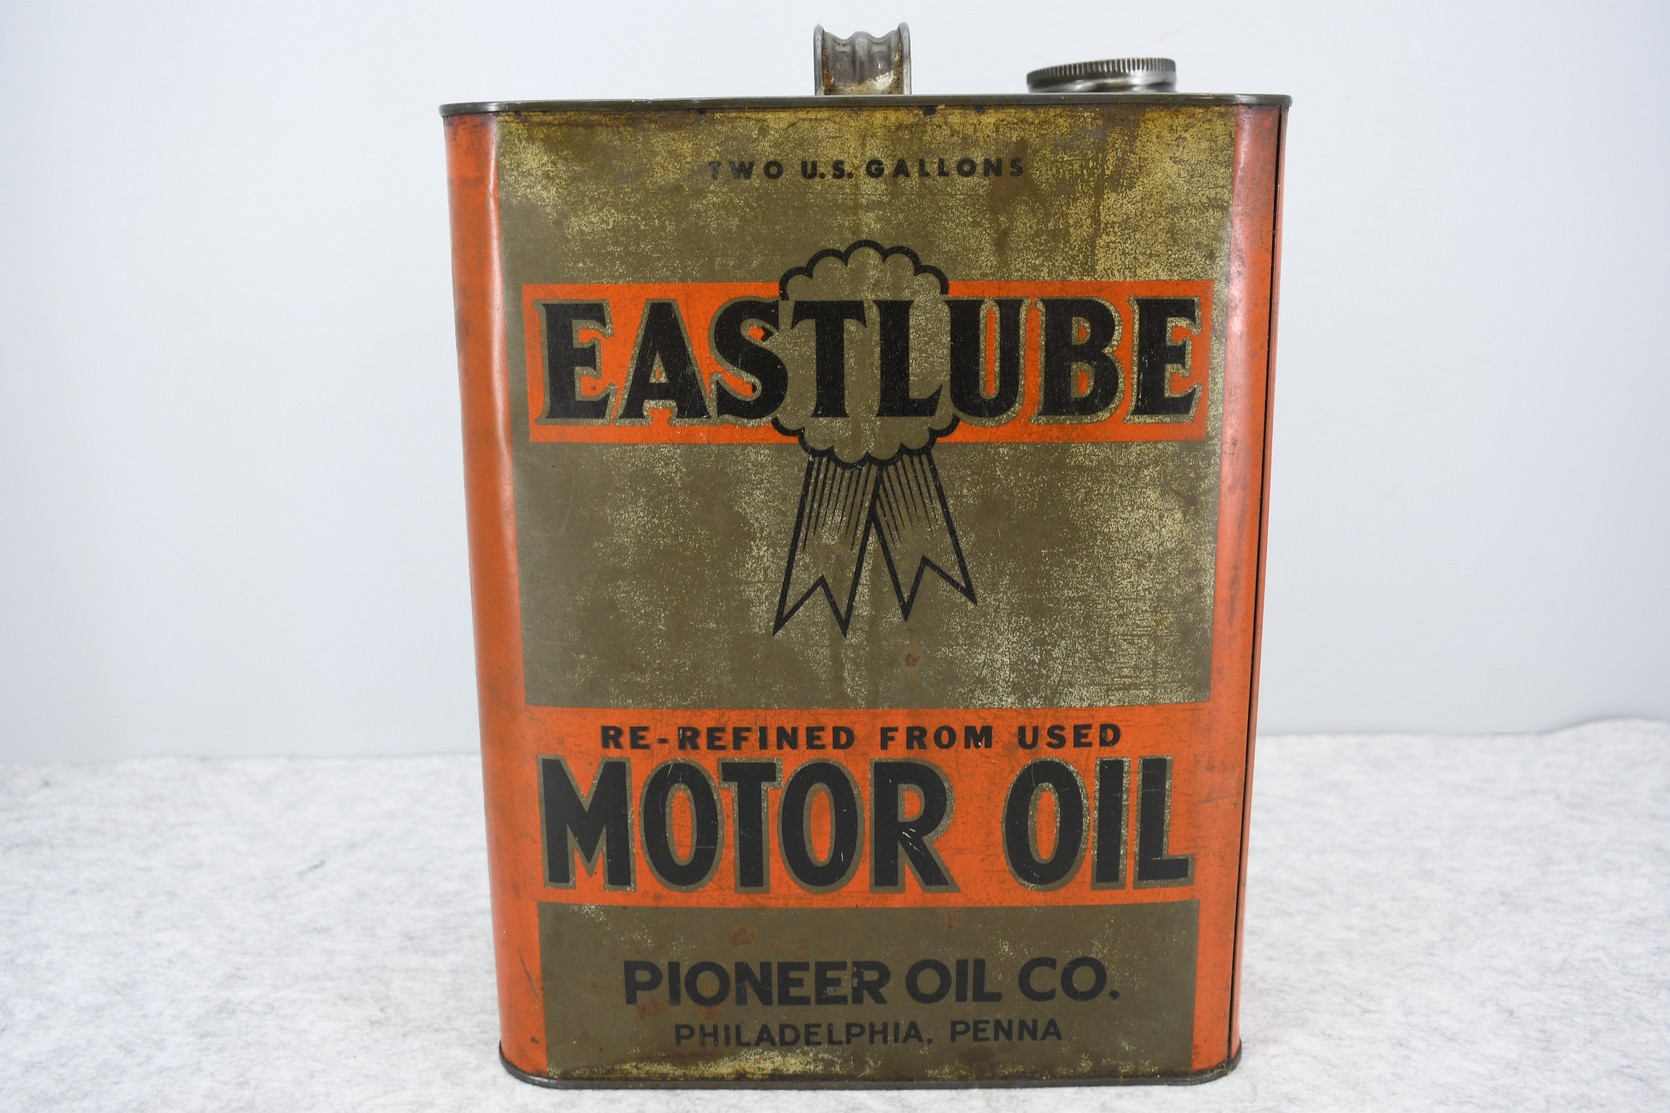 TWO U.S. GALLONS
EASTLUBE
RE-REFINED FROM USED
MOTOR OIL
PIONEER OIL CO.
PHILADELPHIA, PENNA